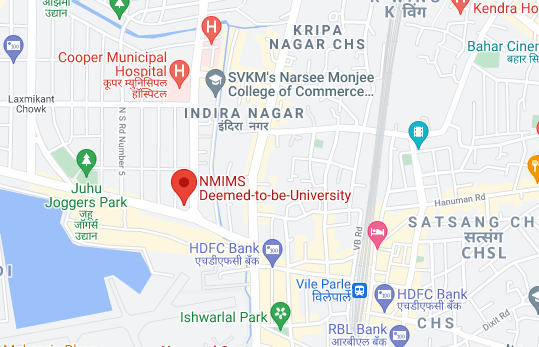 उद्यान
K विंग
Kendra Ho
KRIPA
NAGAR CHS
Bahar Cinem
बहार सि
Cooper Municipal
Hospital
कूपर म्युनिसिपल
हॉस्पिटल
SVKM's Narsee Monjee
College of Commerce...
Laxmikant
Chowk
INDIRA NAGAR
इंदिरा नगर
N S Rd Number 5
Juhu
Joggers Park
जुहू
जॉगर्स
उद्यान
NMIMS
Deemed-to-be-University
Hanuman Rd
SATSANG CH
सत्संग
CHSL
VB Rd
HDFC Bank
एचडीएफसी बैंक
Vile Parle
विलेपार्ले
HDFC Bank
एचडीएफसी बैंक
Ishwarlal Park
CHS
Dixit Rd
RBL Bank
आरबीएल बैंक